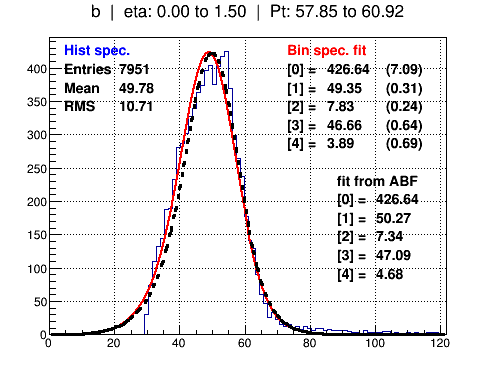 b | eta: 0.00 to 1.50 | Pt: 57.85 to 60.92
Hist spec.
Entries 7951
Mean 49.78
RMS 10.71
Bin spec. fit
[0] = 426.64 (7.09)
[1] = 49.35 (0.31)
[2] = 7.83 (0.24)
[3] = 46.66 (0.64)
[4] = 3.89 (0.69)
fit from ABF
[0] = 426.64
[1] = 50.27
[2] = 7.34
[3] = 47.09
[4] = 4.68
400
350
300
250
200
150
100
50
0
0 20 40 60 80 100 120